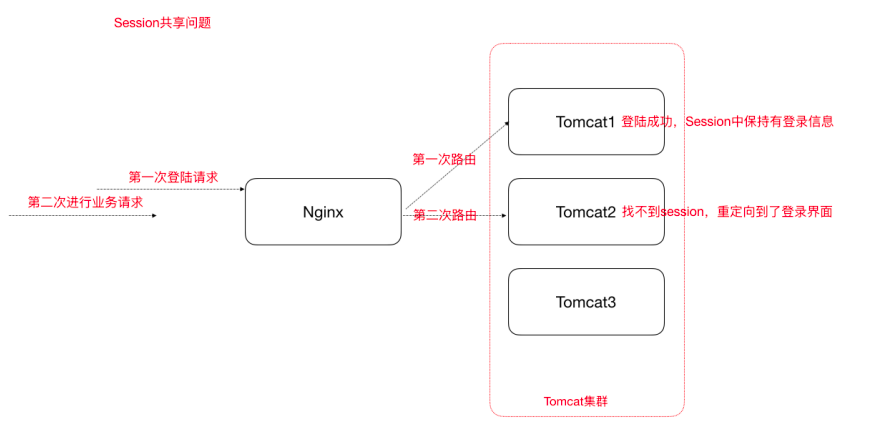 Session共享问题
Tomcat1 登陆成功，Session中保持有登录信息
第一次路由
第一次登陆请求
第二次进行业务请求
Nginx
第二次路由
Tomcat2 找不到session，重定向到了登录界面
Tomcat3
Tomcat集群